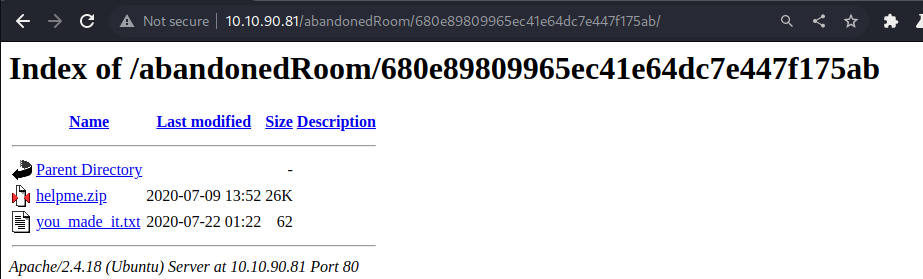 Not secure | 10.10.90.81/abandonedRoom/680e89809965ec41e64dc7e447f175ab/
Index of /abandonedRoom/680e89809965ec41e64dc7e447f175ab
Name Last modified Size Description
Parent Directory -
helpme.zip 2020-07-09 13:52 26K
you_made_it.txt 2020-07-22 01:22 62
Apache/2.4.18 (Ubuntu) Server at 10.10.90.81 Port 80